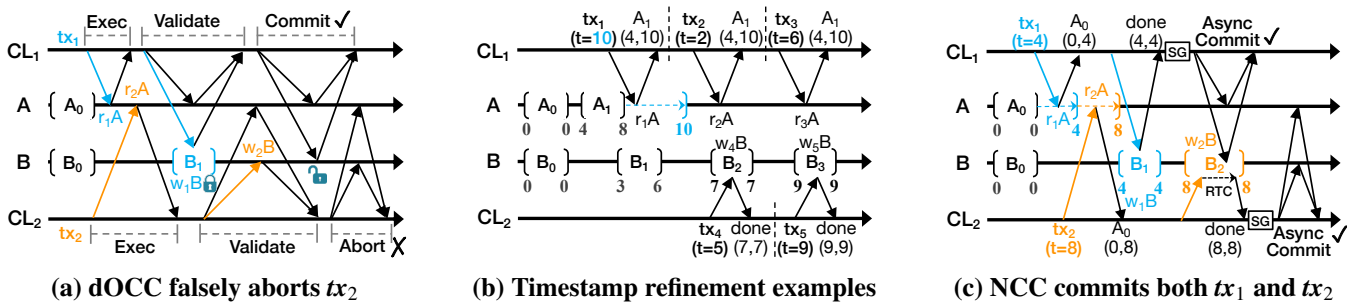 Exec Validate Commit ✓
tx1
CL1
r2A
A { A0 }
r1A
w2B
B { B0 } [ B1 ]
w1B
CL2
tx2
Exec Validate Abort ✗
(a) dOCC falsely aborts tx2
tx1 A1 tx2 A1 tx3 A1
(t=10) (4,10) (t=2) (4,10) (t=6) (4,10)
CL1
A { A0 } { A1 }
r1A r2A r3A
0 0 4 8 10
w4B w5B
B { B0 } { B1 } { B2 } { B3 }
0 0 3 6 7 7 9 9
CL2
tx4 done tx5 done
(t=5) (7,7) (t=9) (9,9)
(b) Timestamp refinement examples
tx1 A0 done Async
(t=4) (0,4) (4,4) Commit ✓
CL1 SG
r2A
A { A0 }
r1A
0 0 4 8
w2B
B { B0 } { B1 } { B2 }
0 0 4 4 8 8
w1B RTC
CL2 SG
tx2 A0 done Async
(t=8) (0,8) (8,8) Commit ✓
(c) NCC commits both tx1 and tx2